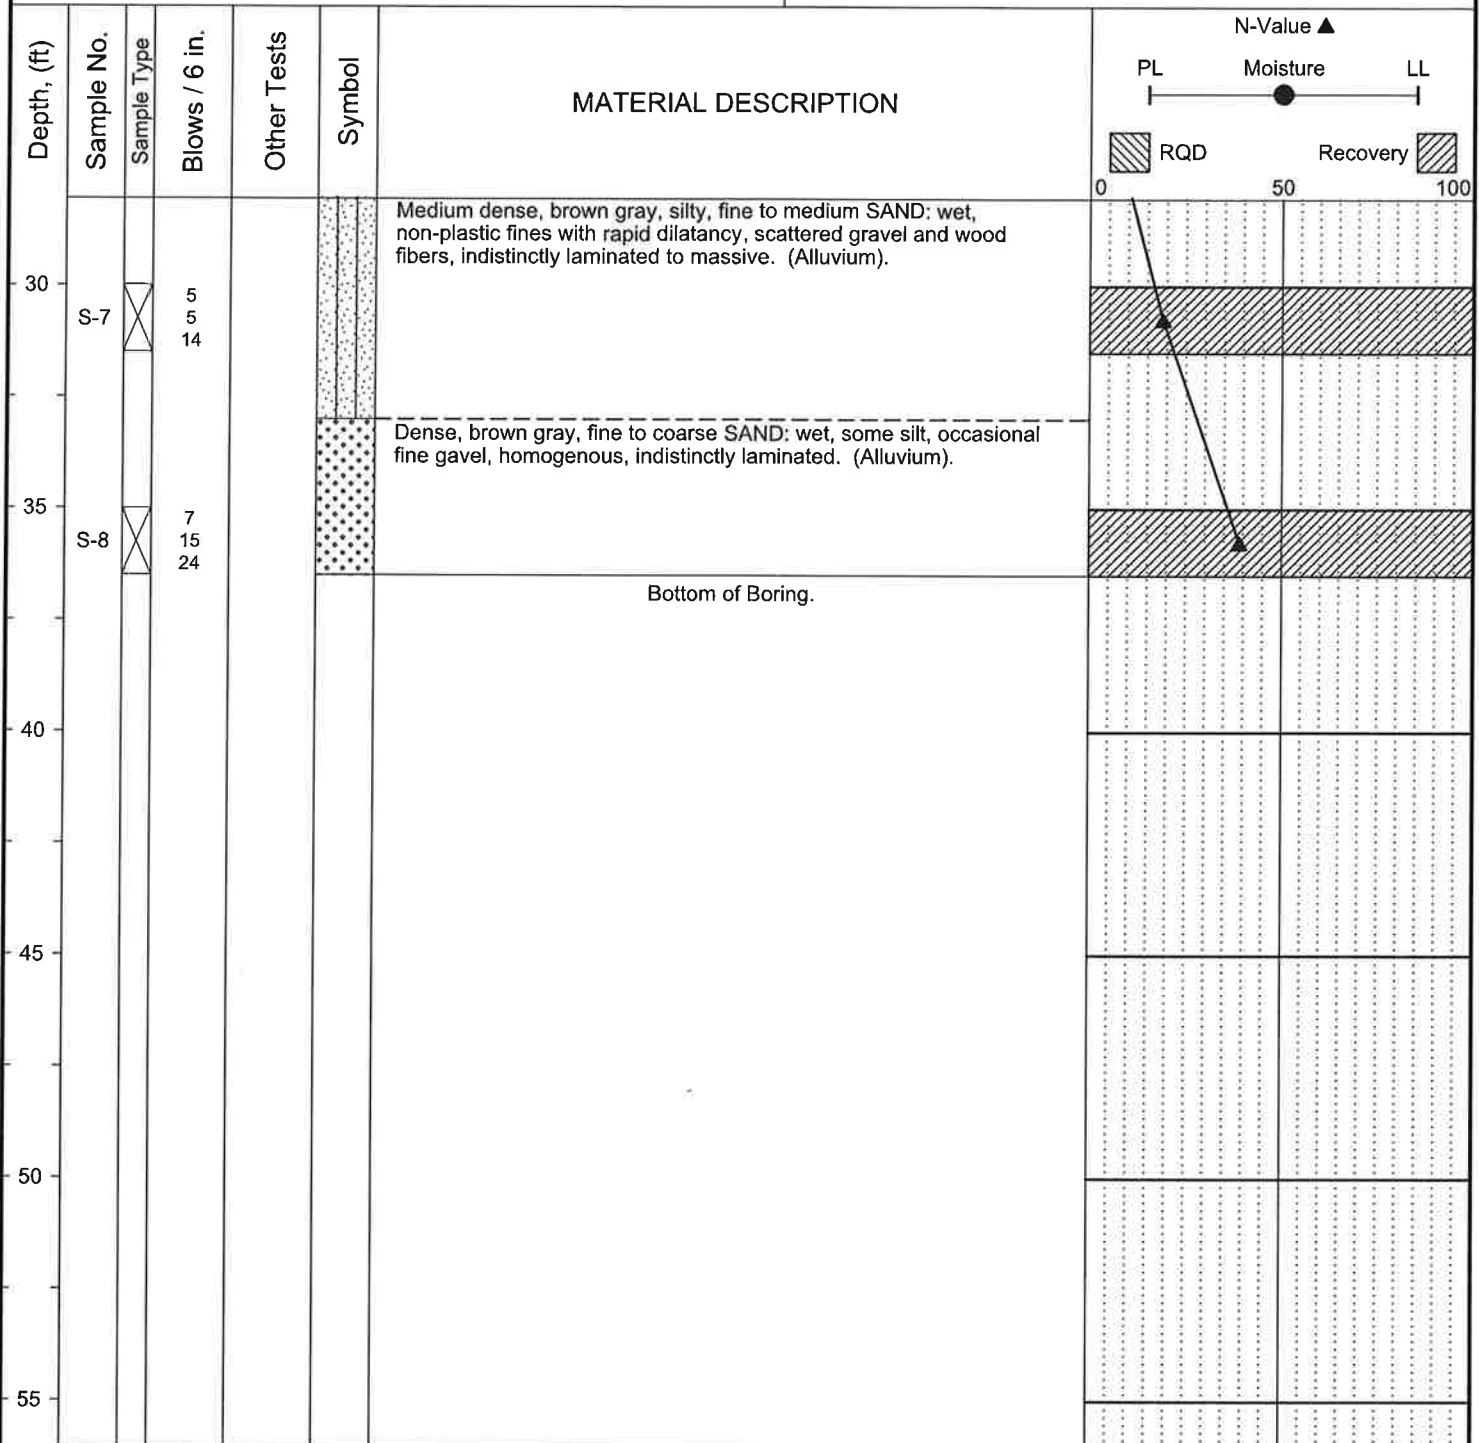 Depth, (ft)
Sample No.
Sample Type
Blows / 6 in.
Other Tests
Symbol
MATERIAL DESCRIPTION
N-Value
PL Moisture LL
RQD Recovery
0 50 100
Medium dense, brown gray, silty, fine to medium SAND: wet,
non-plastic fines with rapid dilatancy, scattered gravel and wood
fibers, indistinctly laminated to massive. (Alluvium).
30
S-7
5
5
14
Dense, brown gray, fine to coarse SAND: wet, some silt, occasional
fine gavel, homogenous, indistinctly laminated. (Alluvium).
35
S-8
7
15
24
Bottom of Boring.
40
45
50
55